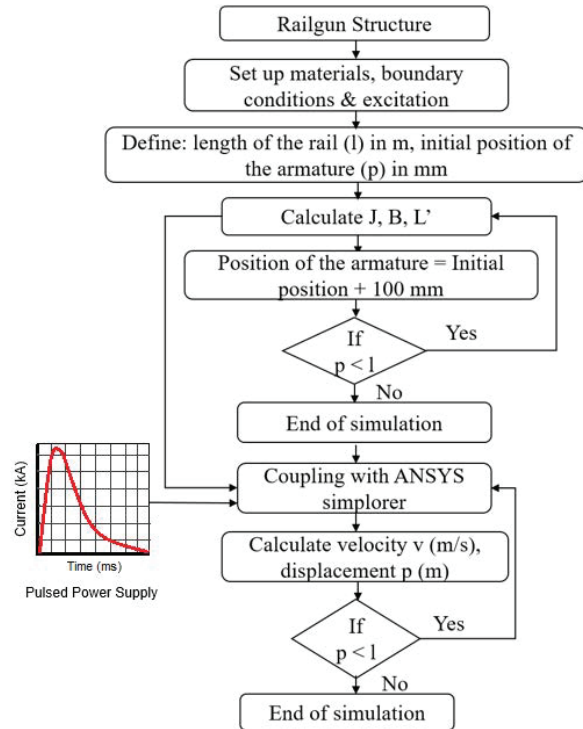 Railgun Structure
Set up materials, boundary
conditions & excitation
Define: length of the rail (l) in m, initial position of
the armature (p) in mm
Calculate J, B, L’
Position of the armature = Initial
position + 100 mm
If
p < l
Yes
No
End of simulation
Coupling with ANSYS
simplorer
Current (kA)
Time (ms)
Pulsed Power Supply
Calculate velocity v (m/s),
displacement p (m)
If
p < l
Yes
No
End of simulation